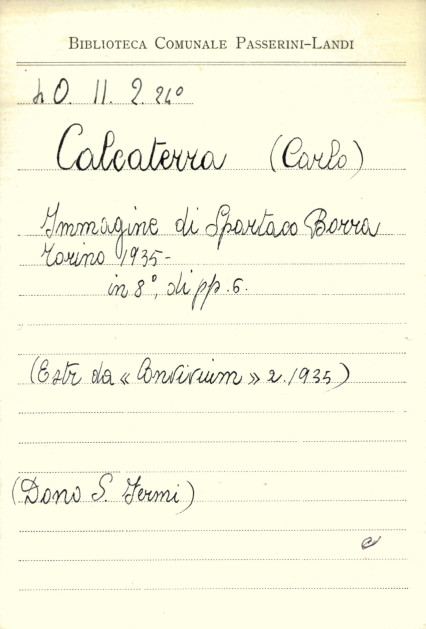 BIBLIOTECA COMUNALE PASSERINI-LANDI
40. 11. 2. 24°
Calcaterra (Carlo)
Immagine di Spartaco Borra
Torino 1935-
in 8°, di pp. 6.
(Estr da « Convivium » 2. 1935)
(Dono S. Fermi)
c